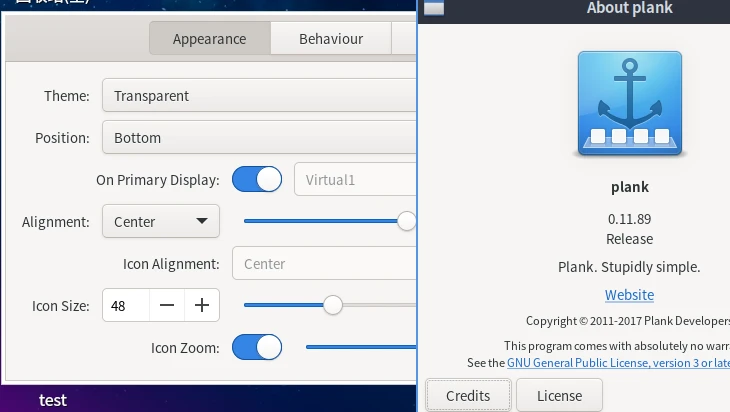 About plank
Appearance
Behaviour
Theme:
Transparent
Position:
Bottom
On Primary Display:
Virtual1
Alignment:
Center
Icon Alignment:
Center
Icon Size:
48
Icon Zoom:
test
plank
0.11.89
Release
Plank. Stupidly simple.
Website
Copyright © 2011-2017 Plank Developers
This program comes with absolutely no
See the GNU General Public License, version 3 or
Credits
License